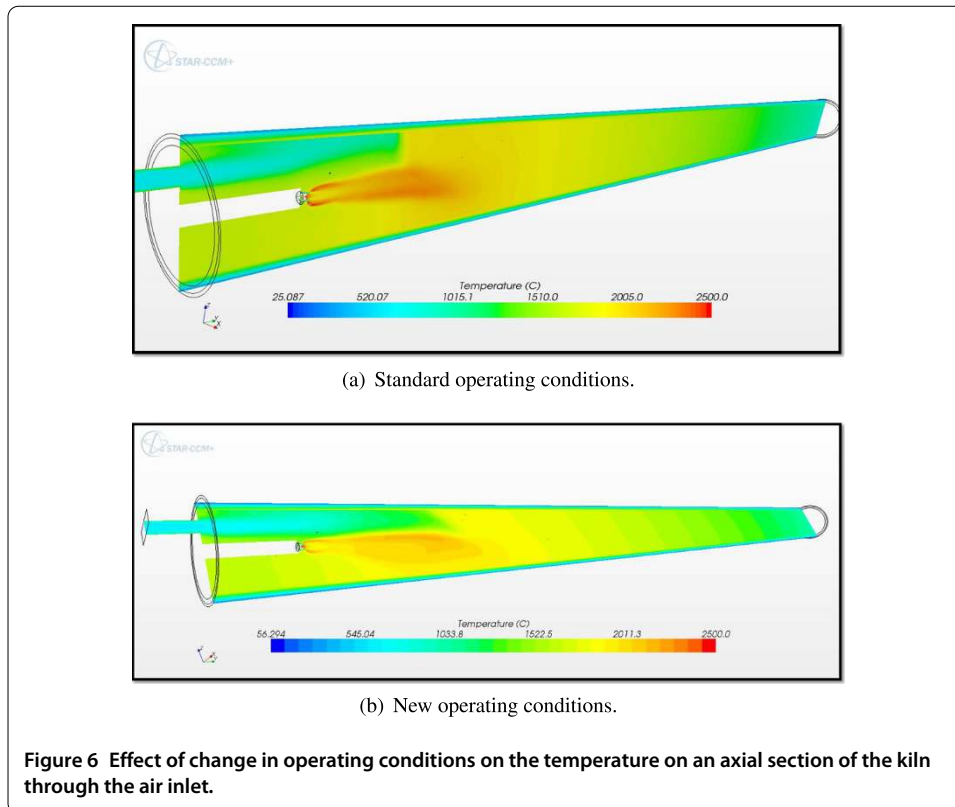 STAR-CCM+
Temperature (C)
25.087 520.07 1015.1 1510.0 2005.0 2500.0
(a) Standard operating conditions.
STAR-CCM+
Temperature (C)
56.294 545.04 1033.8 1522.5 2011.3 2500.0
(b) New operating conditions.
Figure 6 Effect of change in operating conditions on the temperature on an axial section of the kiln
through the air inlet.